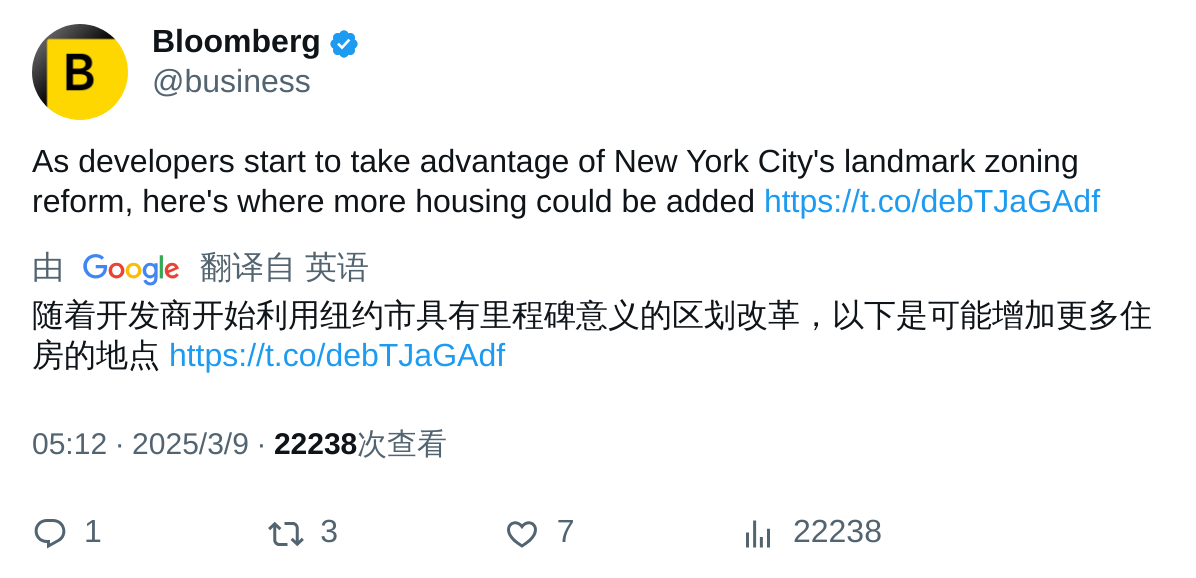 B
Bloomberg
@business
As developers start to take advantage of New York City's landmark zoning
reform, here's where more housing could be added https://t.co/debTJaGAdf
由 Google 翻译自 英语
随着开发商开始利用纽约市具有里程碑意义的区划改革，以下是可能增加更多住
房的地点 https://t.co/debTJaGAdf
05:12 · 2025/3/9 · 22238次查看
1 3 7 22238